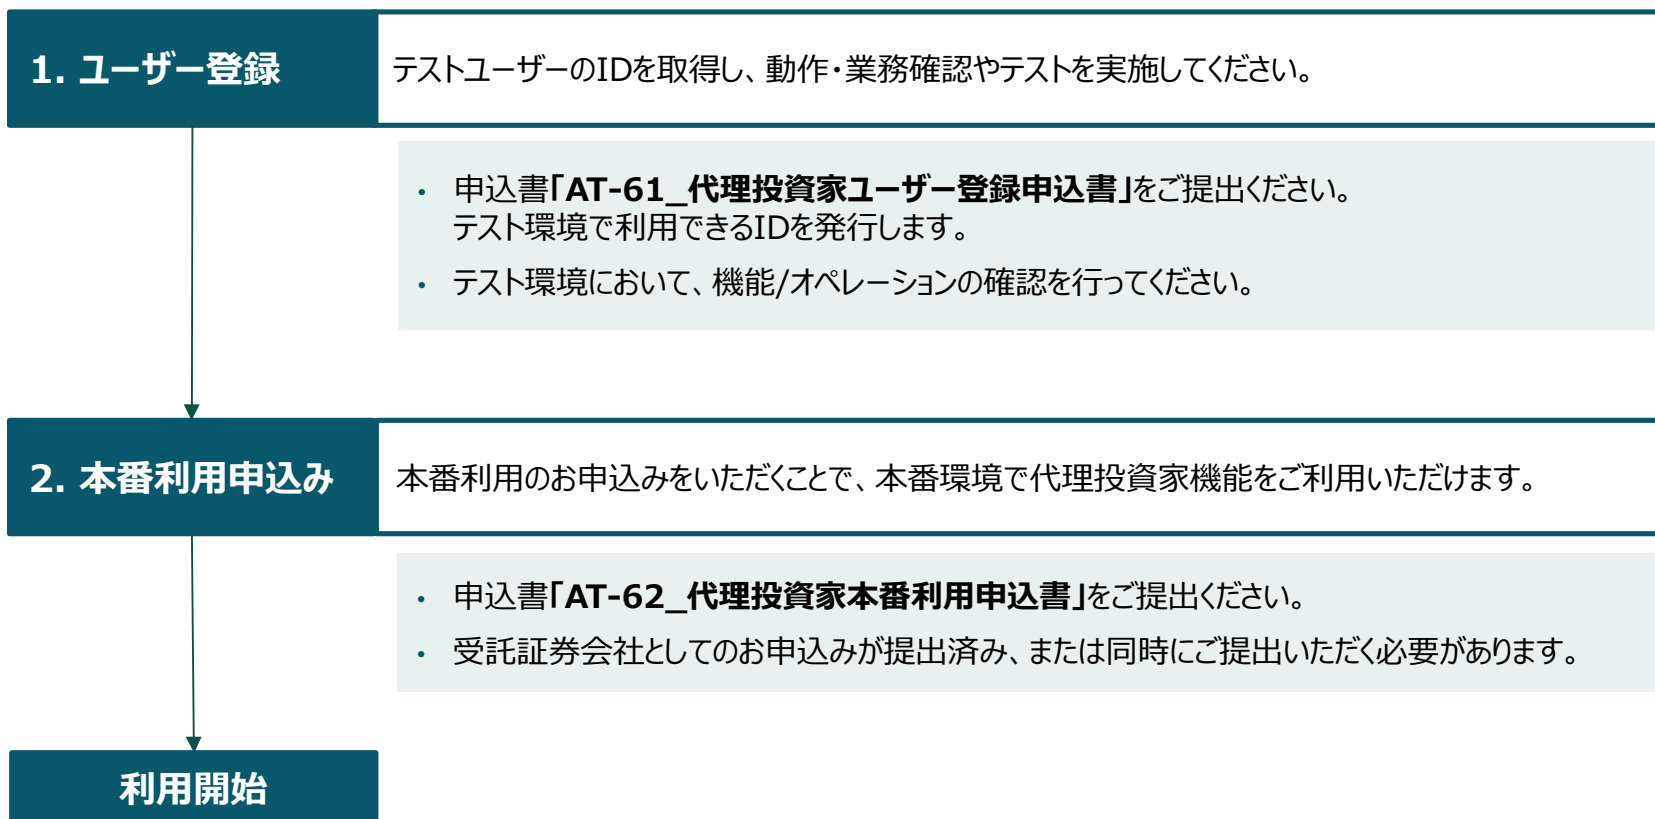 1. ユーザー登録
テストユーザーのIDを取得し、動作・業務確認やテストを実施してください。
• 申込書「AT-61_代理投資家ユーザー登録申込書」をご提出ください。
テスト環境で利用できるIDを発行します。
• テスト環境において、機能/オペレーションの確認を行ってください。
2. 本番利用申込み
本番利用のお申込みをいただくことで、本番環境で代理投資家機能をご利用いただけます。
• 申込書「AT-62_代理投資家本番利用申込書」をご提出ください。
• 受託証券会社としてのお申込みが提出済み、または同時にご提出いただく必要があります。
利用開始